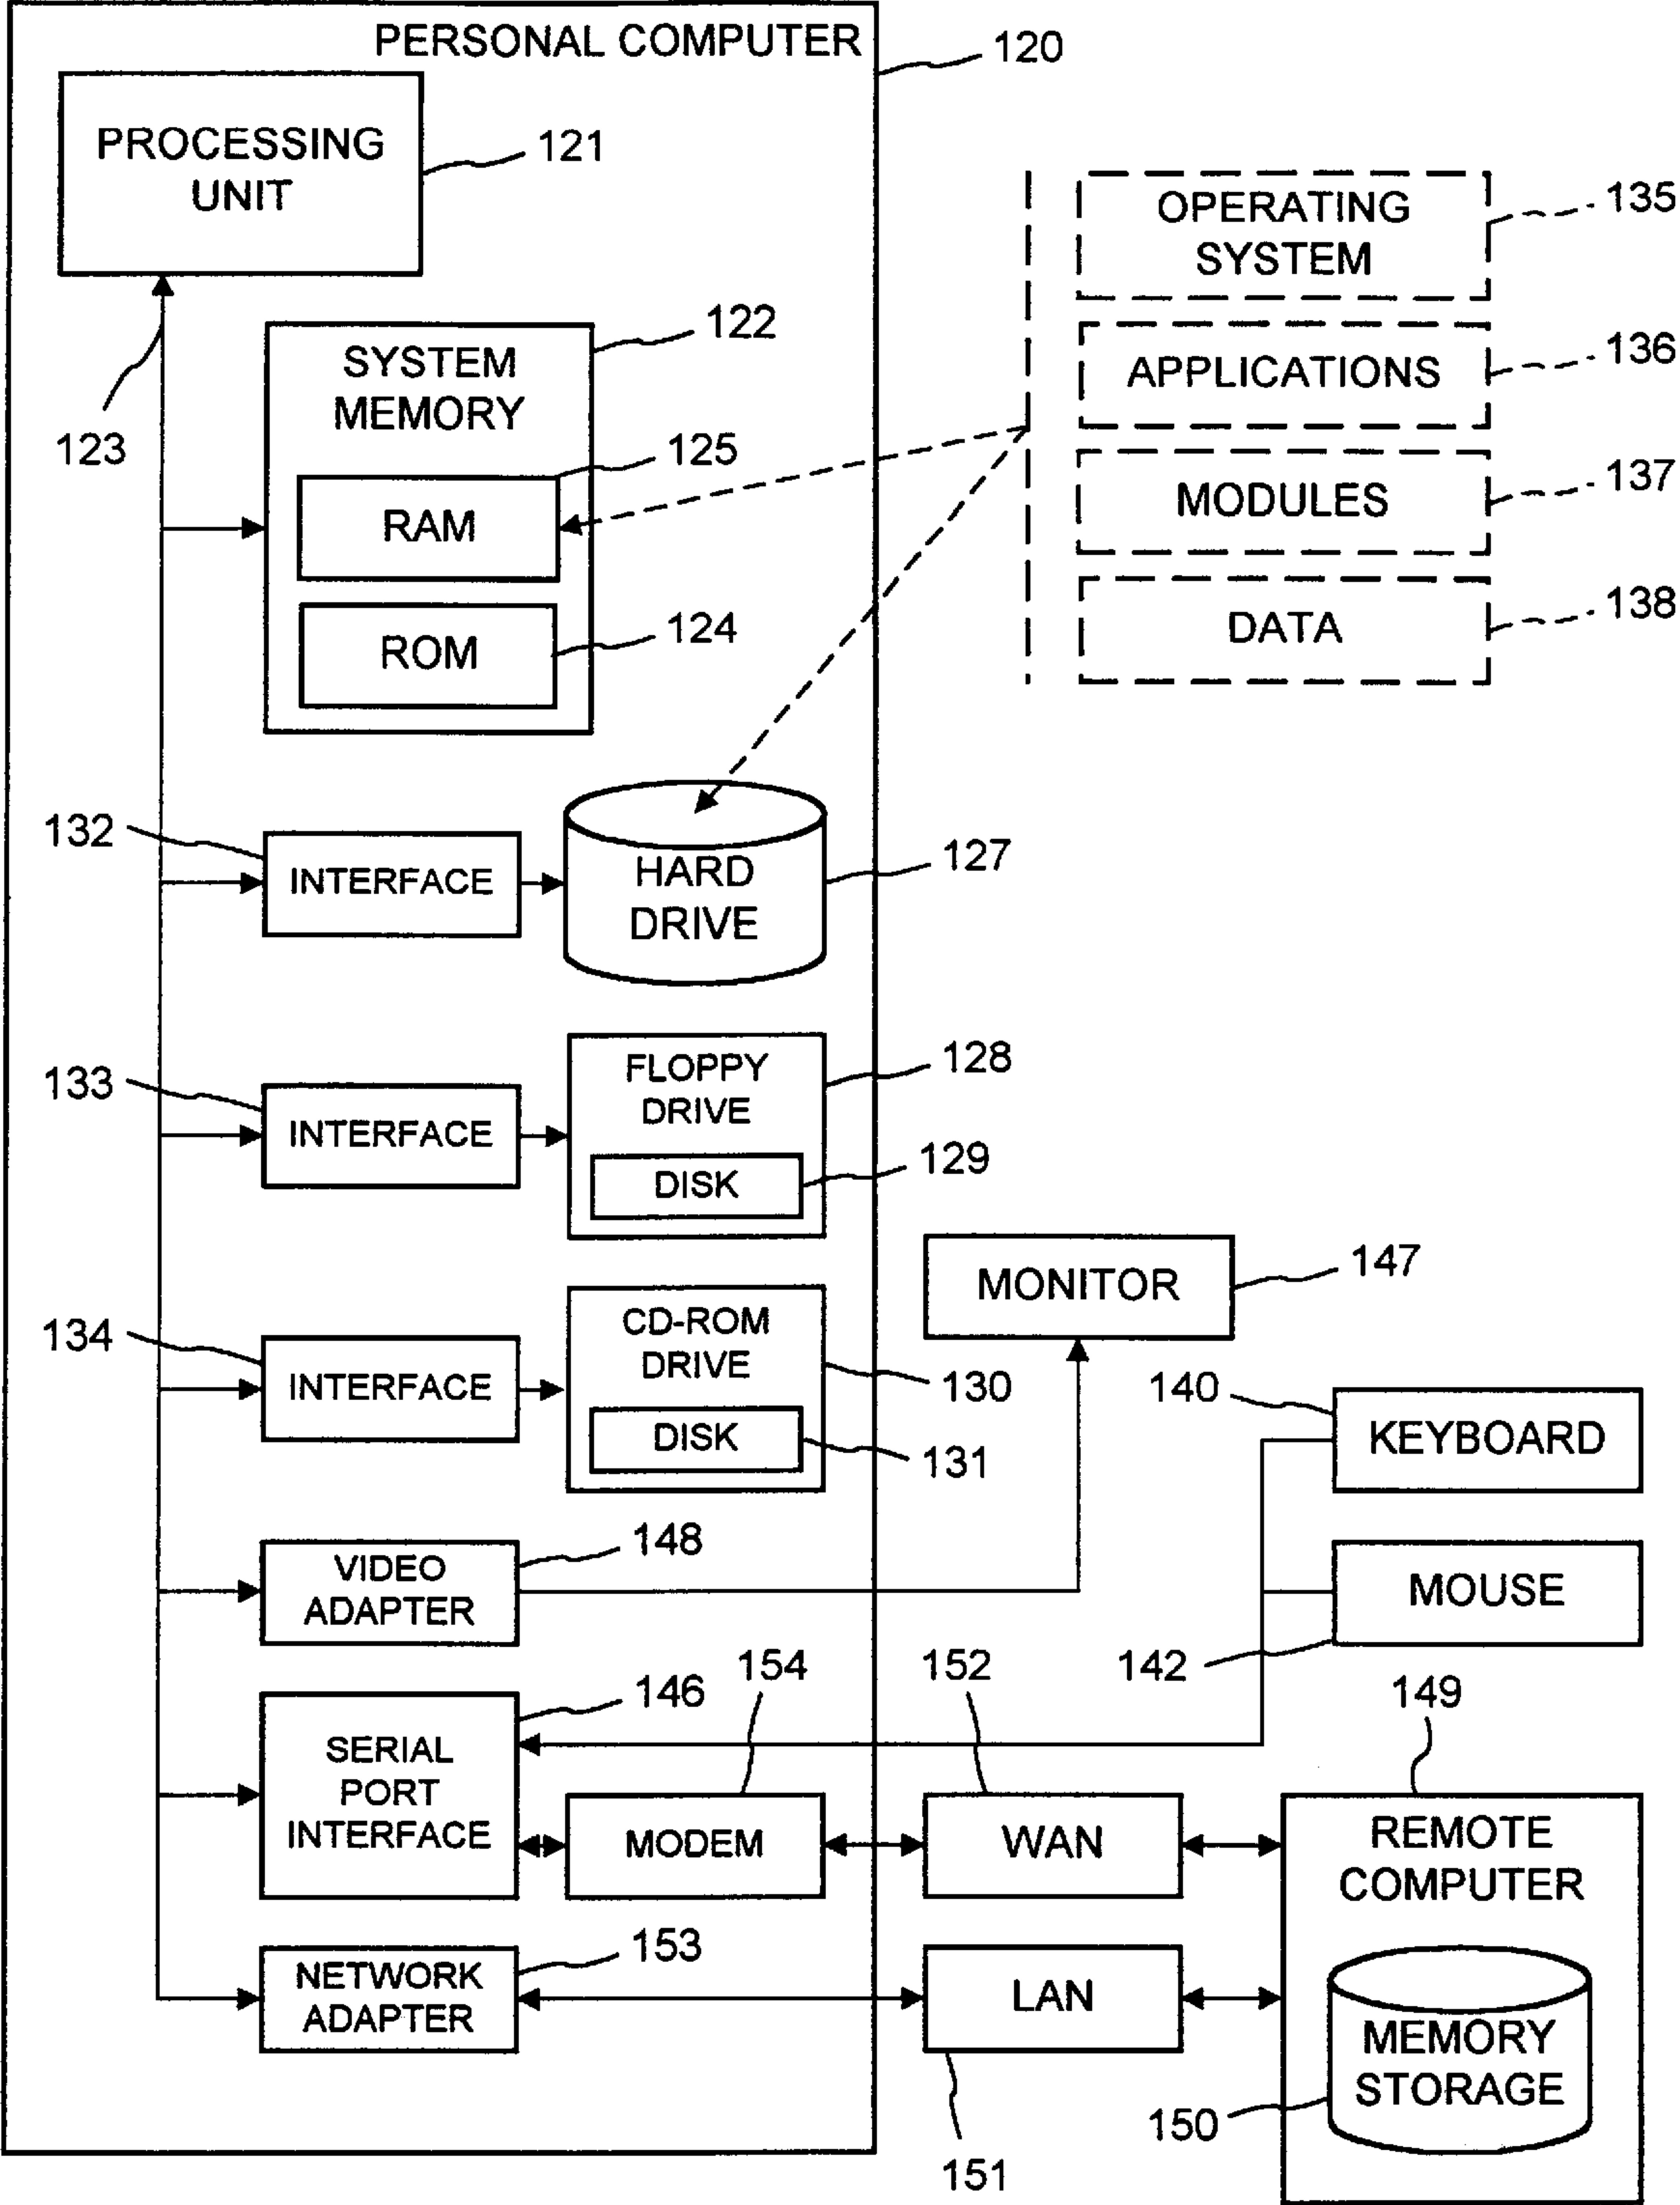 PERSONAL COMPUTER
120
PROCESSING
UNIT
121
123
SYSTEM
MEMORY
122
RAM
125
ROM
124
OPERATING
SYSTEM
135
APPLICATIONS
136
MODULES
137
DATA
138
132
INTERFACE
HARD
DRIVE
127
133
INTERFACE
FLOPPY
DRIVE
128
DISK
129
134
INTERFACE
CD-ROM
DRIVE
130
DISK
131
MONITOR
147
140
KEYBOARD
MOUSE
142
VIDEO
ADAPTER
148
SERIAL
PORT
INTERFACE
146
MODEM
154
WAN
152
149
REMOTE
COMPUTER
NETWORK
ADAPTER
153
LAN
151
MEMORY
STORAGE
150